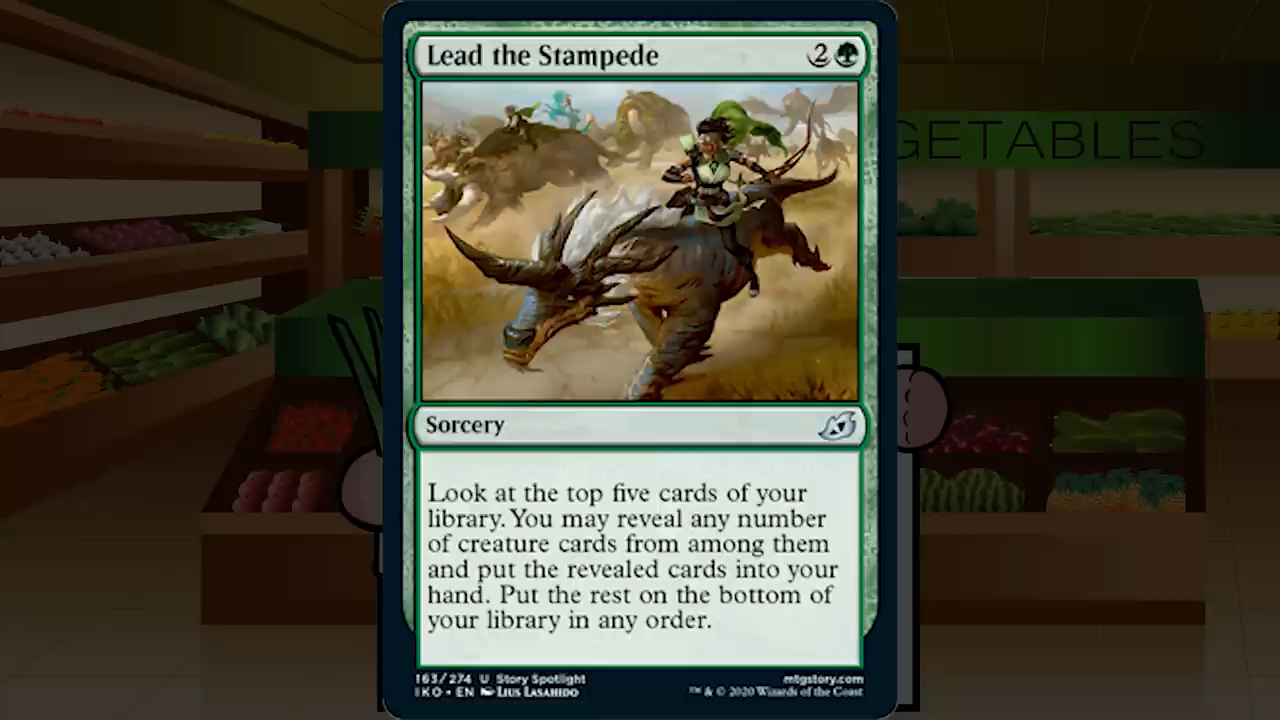 Lead the Stampede 2
GETABLES
Sorcery
Look at the top five cards of your
library. You may reveal any number
of creature cards from among them
and put the revealed cards into your
hand. Put the rest on the bottom of
your library in any order.
163/274 U Story Spotlight
mtgstory.com
IKO • EN Lius Lasahido
™ & © 2020 Wizards of the Coast